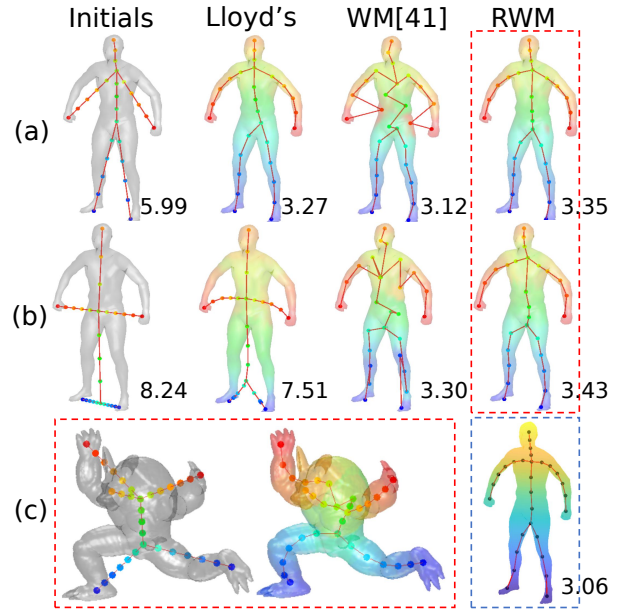 Initials Lloyd's WM[41] RWM
(a)
5.99 3.27 3.12 3.35
(b)
8.24 7.51 3.30 3.43
(c)
3.06